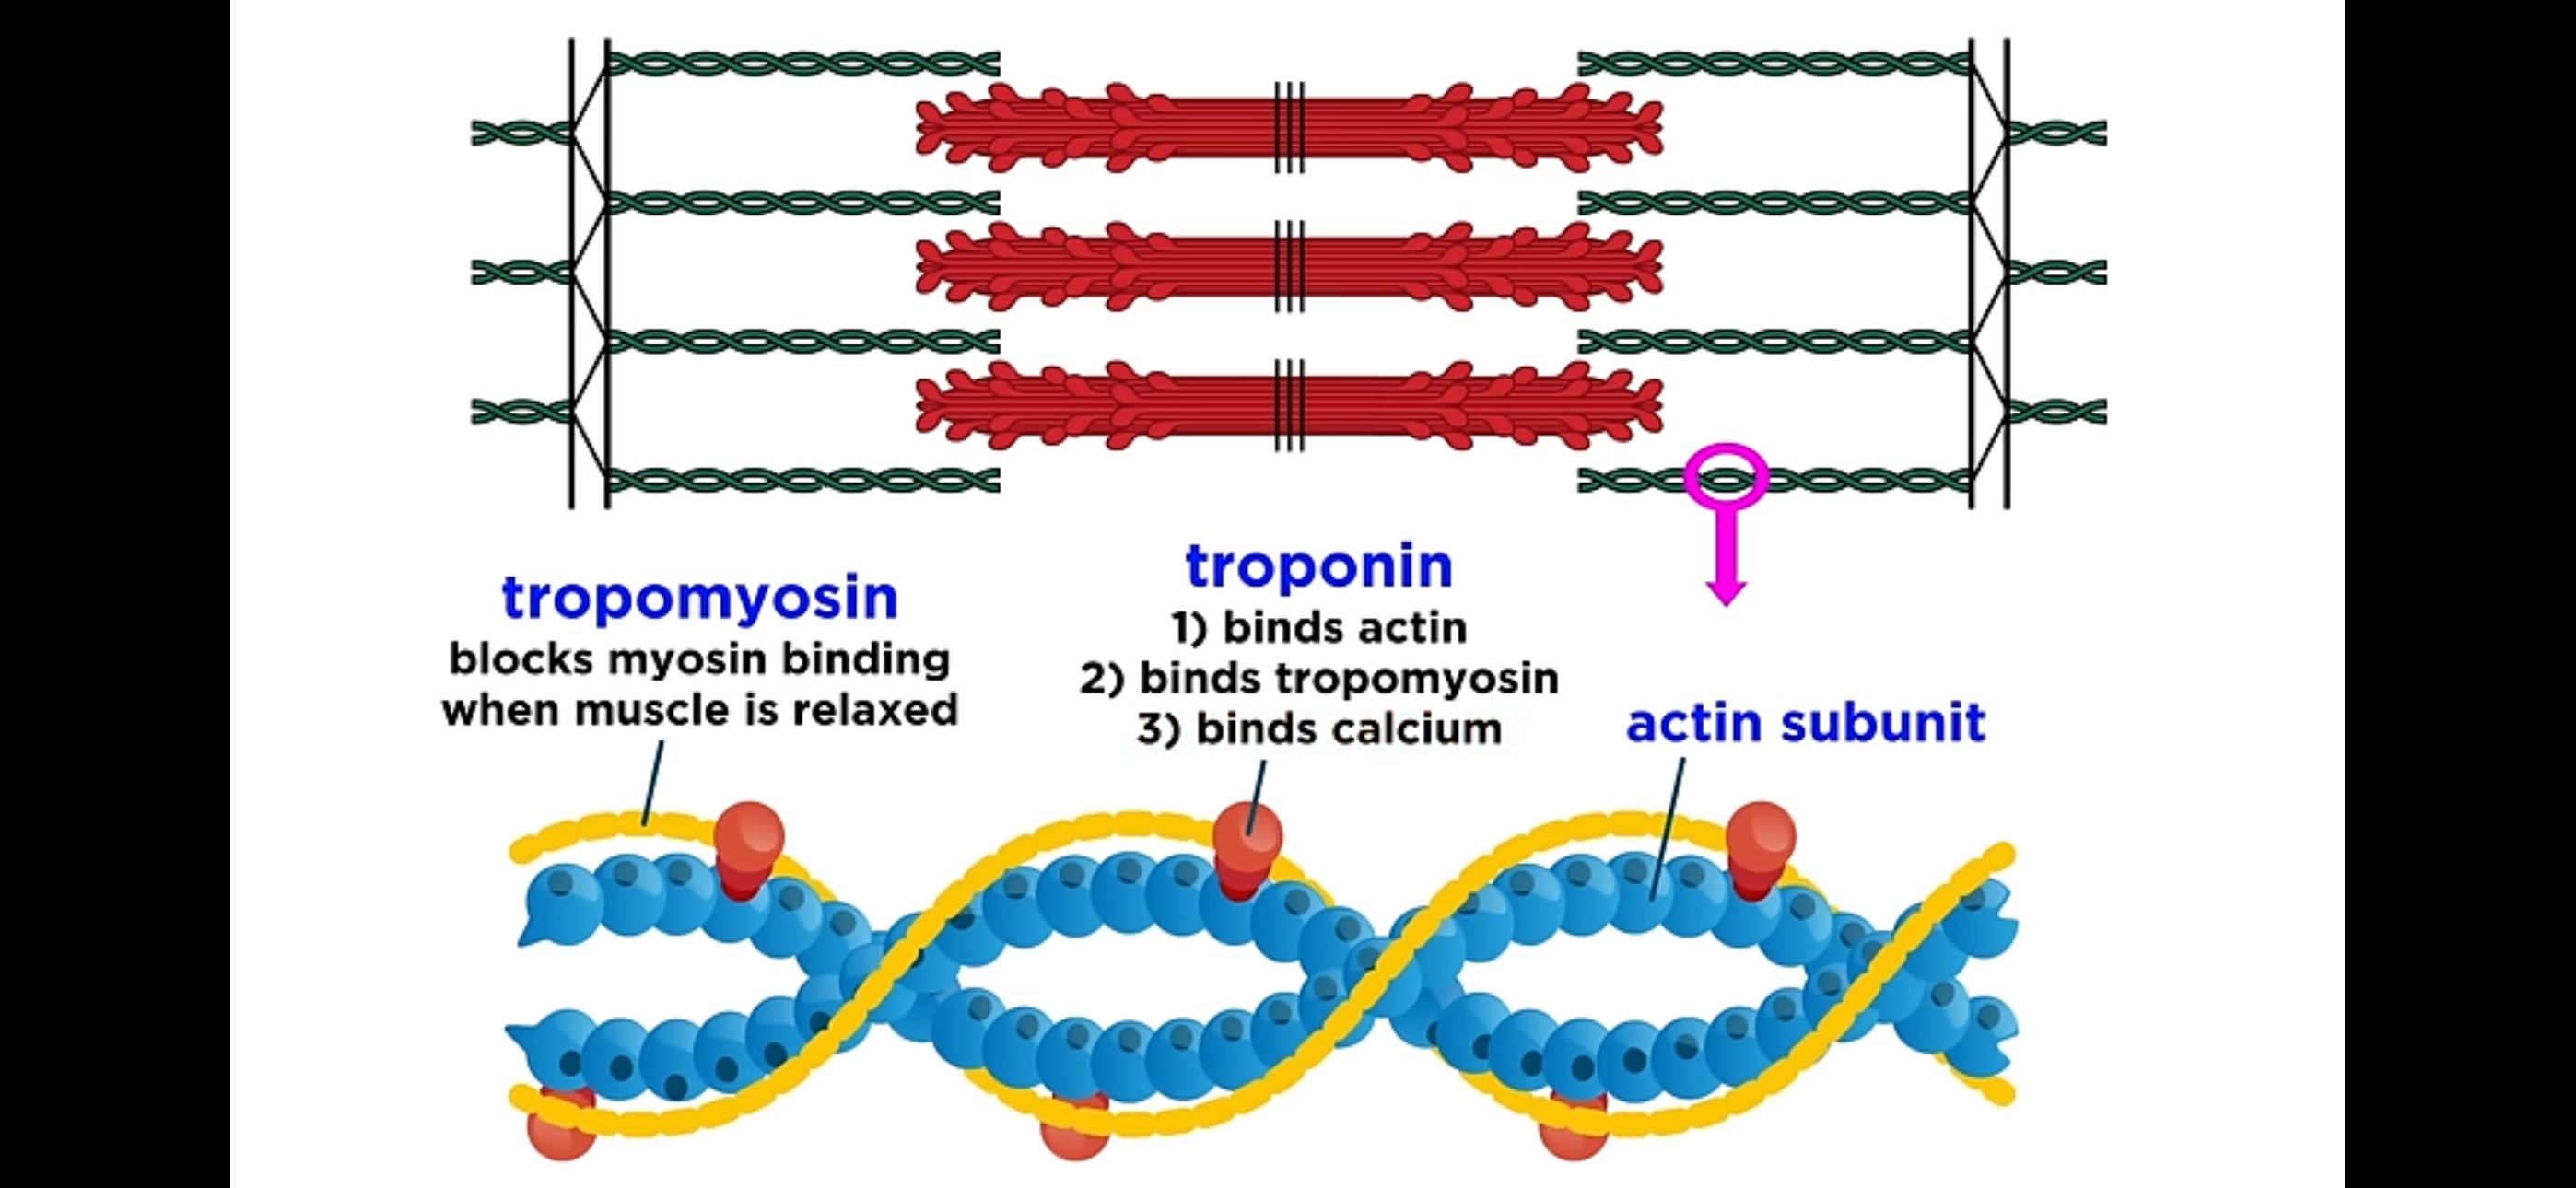 tropomyosin
blocks myosin binding
when muscle is relaxed
troponin
1) binds actin
2) binds tropomyosin
3) binds calcium
actin subunit